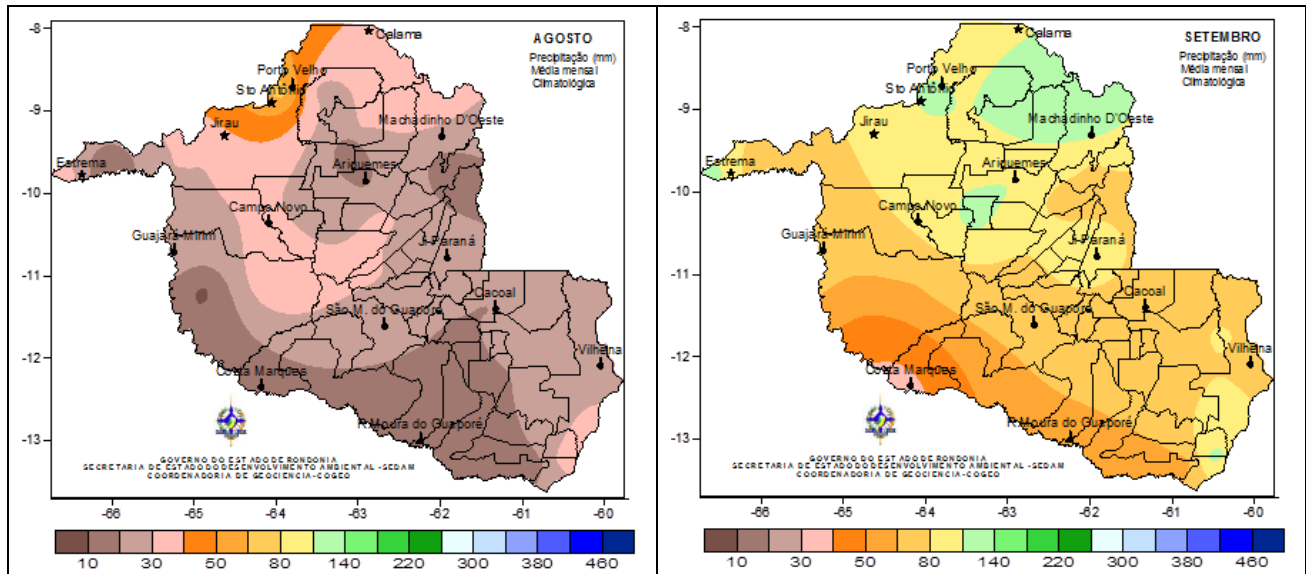 AGOSTO
Precipitação (mm)
Média mensal
Climatológica
-8
-9
-10
-11
-12
-13
Calama
Porto Velho
Sto Antônio
Jirau
Machadinho D'Oeste
Estrema
Ariquemes
Campo Novo
Guajará-Mirim
Ji-Paraná
Cacoal
São M. do Guaporé
Vilhena
Costa Marques
P.Moura do Guaporé
GOVERNO DO ESTADO DE RONDONIA
SECRETARIA DE ESTADO DO DESENVOLVIMENTO AMBIENTAL -SEDAM
COORDENADORIA DE GEOCIENCIA-COGEO
-66 -65 -64 -63 -62 -61 -60
10 30 50 80 140 220 300 380 460
SETEMBRO
Precipitação (mm)
Média mensal
Climatológica
-8
-9
-10
-11
-12
-13
Calama
Porto Velho
Sto Antônio
Jirau
Machadinho D'Oeste
Estrema
Ariquemes
Campo Novo
Guajará-Mirim
Ji-Paraná
Cacoal
São M. do Guaporé
Vilhena
Costa Marques
P.Moura do Guaporé
GOVERNO DO ESTADO DE RONDONIA
SECRETARIA DE ESTADO DO DESENVOLVIMENTO AMBIENTAL -SEDAM
COORDENADORIA DE GEOCIENCIA-COGEO
-66 -65 -64 -63 -62 -61 -60
10 30 50 80 140 220 300 380 460